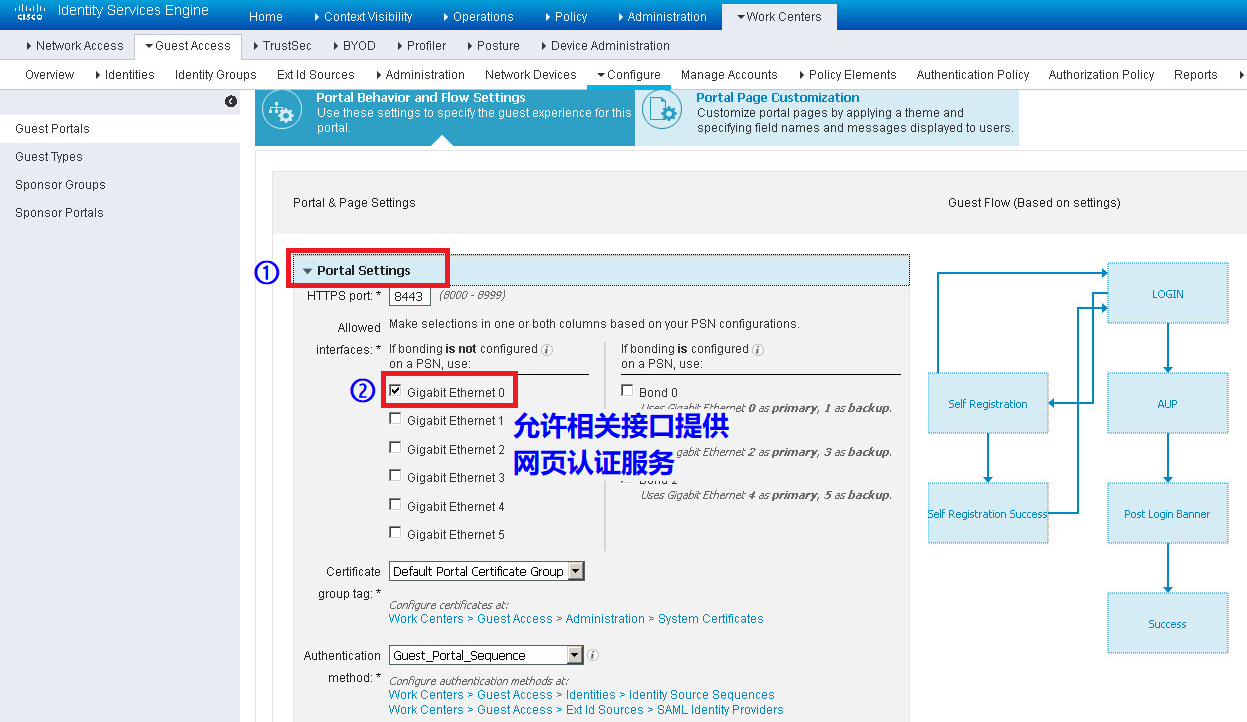 cisco Identity Services Engine Home Context Visibility Operations Policy Administration Work Centers
Network Access Guest Access TrustSec BYOD Profiler Posture Device Administration
Overview Identities Identity Groups Ext Id Sources Administration Network Devices Configure Manage Accounts Policy Elements Authentication Policy Authorization Policy Reports
Guest Portals
Guest Types
Sponsor Groups
Sponsor Portals
Portal Behavior and Flow Settings
Use these settings to specify the guest experience for this
portal.
Portal Page Customization
Customize portal pages by applying a theme and
specifying field names and messages displayed to users.
Portal & Page Settings
Guest Flow (Based on settings)
① Portal Settings
HTTPS port: * 8443 (8000 - 8999)
Allowed
interfaces: *
Make selections in one or both columns based on your PSN configurations.
If bonding is not configured
on a PSN, use:
② Gigabit Ethernet 0
Gigabit Ethernet 1
Gigabit Ethernet 2
Gigabit Ethernet 3
Gigabit Ethernet 4
Gigabit Ethernet 5
If bonding is configured
on a PSN, use:
Bond 0
Uses Gigabit Ethernet 0 as primary, 1 as backup.
Ethernet 2 as primary, 3 as backup.
Bond 2
Uses Gigabit Ethernet 4 as primary, 5 as backup.
允许相关接口提供
网页认证服务
Certificate
group tag: *
Default Portal Certificate Group
Configure certificates at:
Work Centers > Guest Access > Administration > System Certificates
Authentication
method: *
Guest_Portal_Sequence
Configure authentication methods at:
Work Centers > Guest Access > Identities > Identity Source Sequences
Work Centers > Guest Access > Ext Id Sources > SAML Identity Providers
LOGIN
Self Registration
AUP
Self Registration Success
Post Login Banner
Success